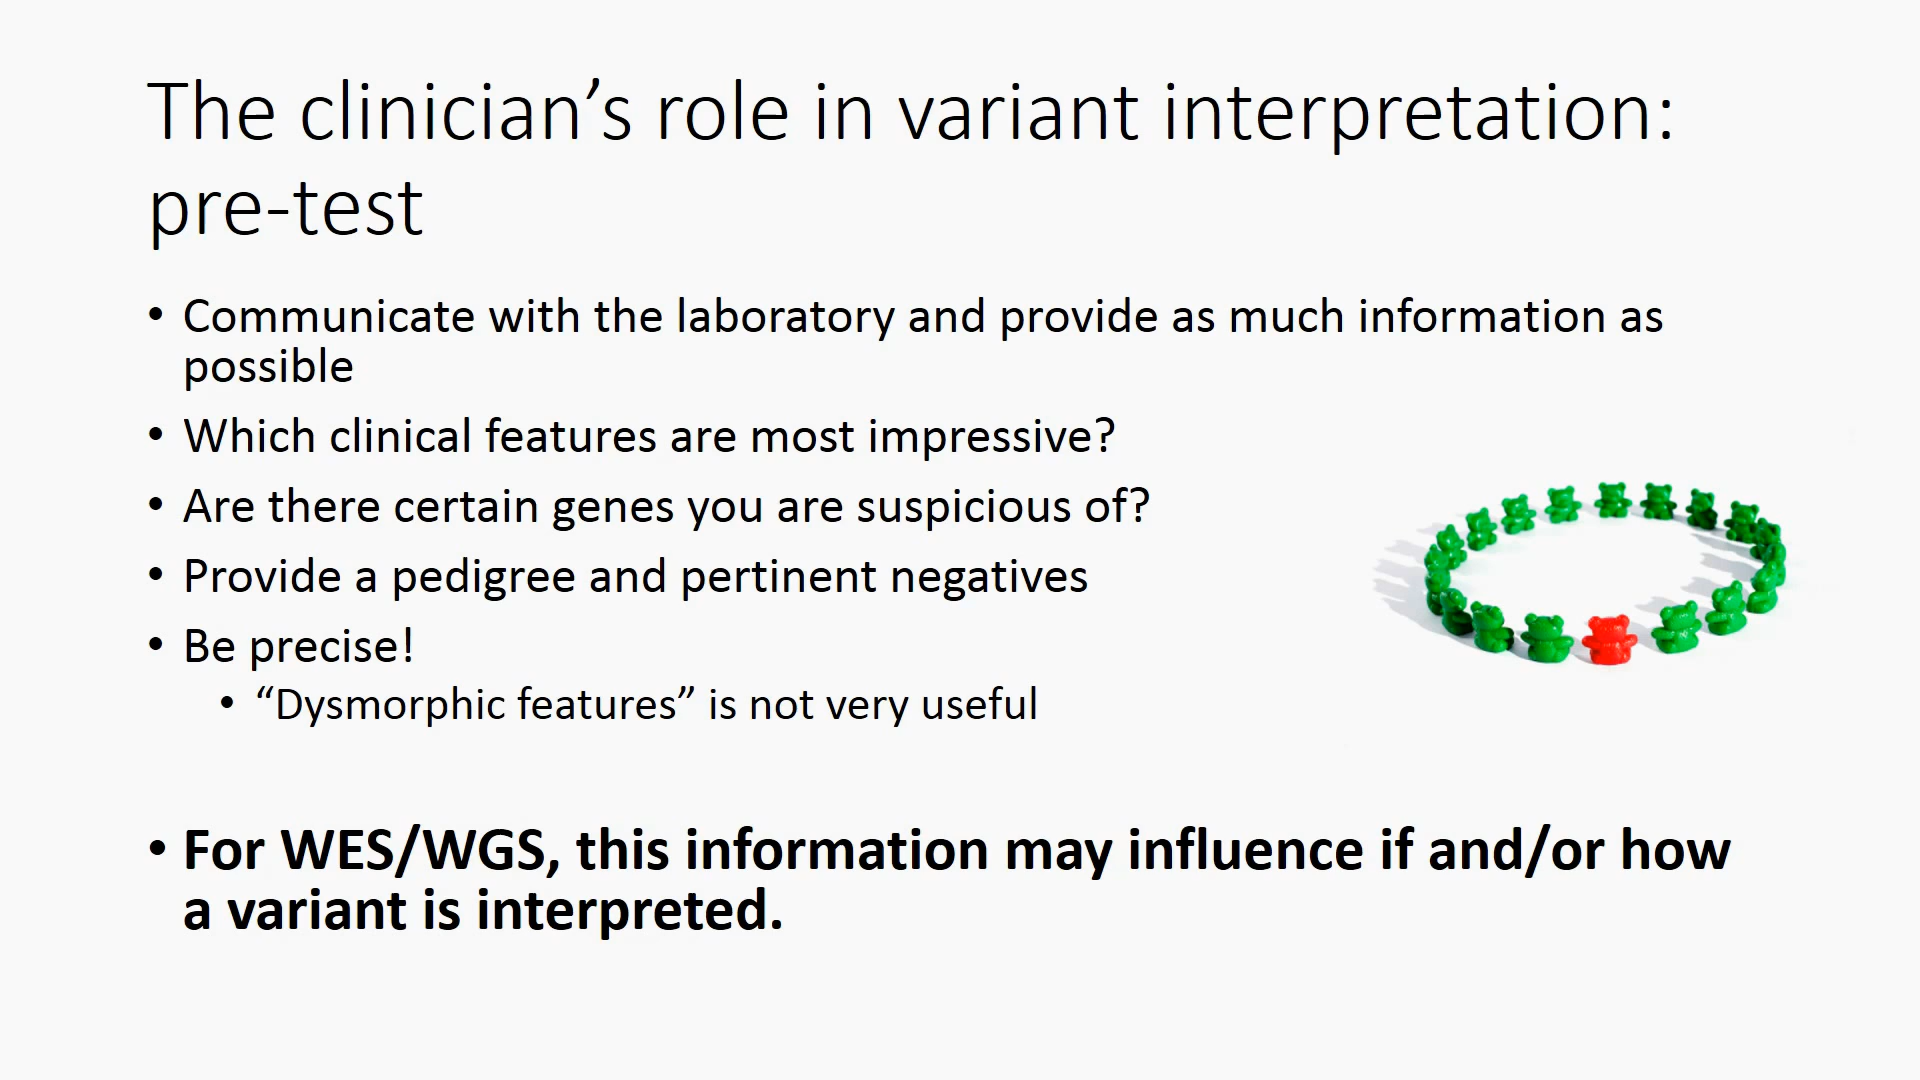 The clinician’s role in variant interpretation:
pre-test
• Communicate with the laboratory and provide as much information as
possible
• Which clinical features are most impressive?
• Are there certain genes you are suspicious of?
• Provide a pedigree and pertinent negatives
• Be precise!
• “Dysmorphic features” is not very useful
• For WES/WGS, this information may influence if and/or how
a variant is interpreted.